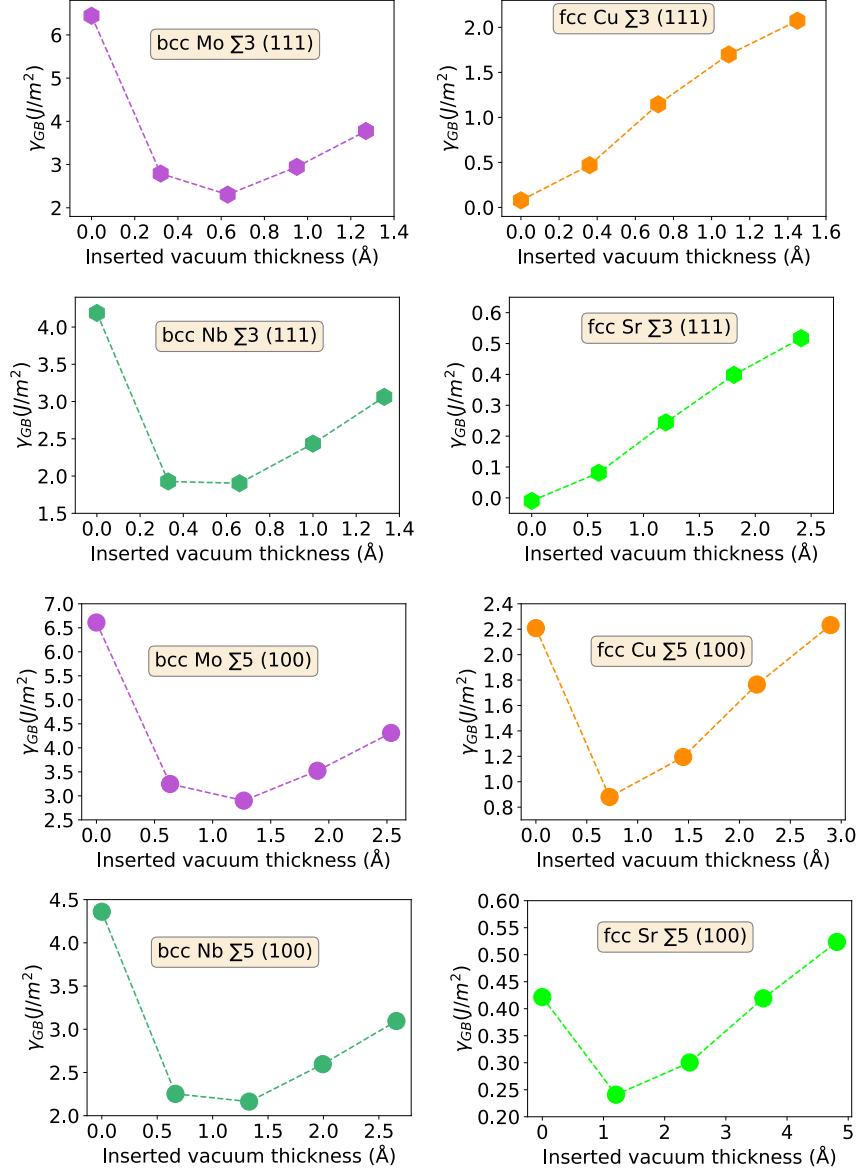 bcc Mo ∑3 (111)
γGB(J/m²)
6
5
4
3
2
0.0 0.2 0.4 0.6 0.8 1.0 1.2 1.4
Inserted vacuum thickness (Å)
fcc Cu ∑3 (111)
γGB(J/m²)
2.0
1.5
1.0
0.5
0.0
0.0 0.2 0.4 0.6 0.8 1.0 1.2 1.4 1.6
Inserted vacuum thickness (Å)
bcc Nb ∑3 (111)
γGB(J/m²)
4.0
3.5
3.0
2.5
2.0
1.5
0.0 0.2 0.4 0.6 0.8 1.0 1.2 1.4
Inserted vacuum thickness (Å)
fcc Sr ∑3 (111)
γGB(J/m²)
0.6
0.5
0.4
0.3
0.2
0.1
0.0
0.0 0.5 1.0 1.5 2.0 2.5
Inserted vacuum thickness (Å)
bcc Mo ∑5 (100)
γGB(J/m²)
7.0
6.5
6.0
5.5
5.0
4.5
4.0
3.5
3.0
2.5
0.0 0.5 1.0 1.5 2.0 2.5
Inserted vacuum thickness (Å)
fcc Cu ∑5 (100)
γGB(J/m²)
2.4
2.2
2.0
1.8
1.6
1.4
1.2
1.0
0.8
0.0 0.5 1.0 1.5 2.0 2.5 3.0
Inserted vacuum thickness (Å)
bcc Nb ∑5 (100)
γGB(J/m²)
4.5
4.0
3.5
3.0
2.5
2.0
0.0 0.5 1.0 1.5 2.0 2.5
Inserted vacuum thickness (Å)
fcc Sr ∑5 (100)
γGB(J/m²)
0.60
0.55
0.50
0.45
0.40
0.35
0.30
0.25
0.20
0 1 2 3 4 5
Inserted vacuum thickness (Å)